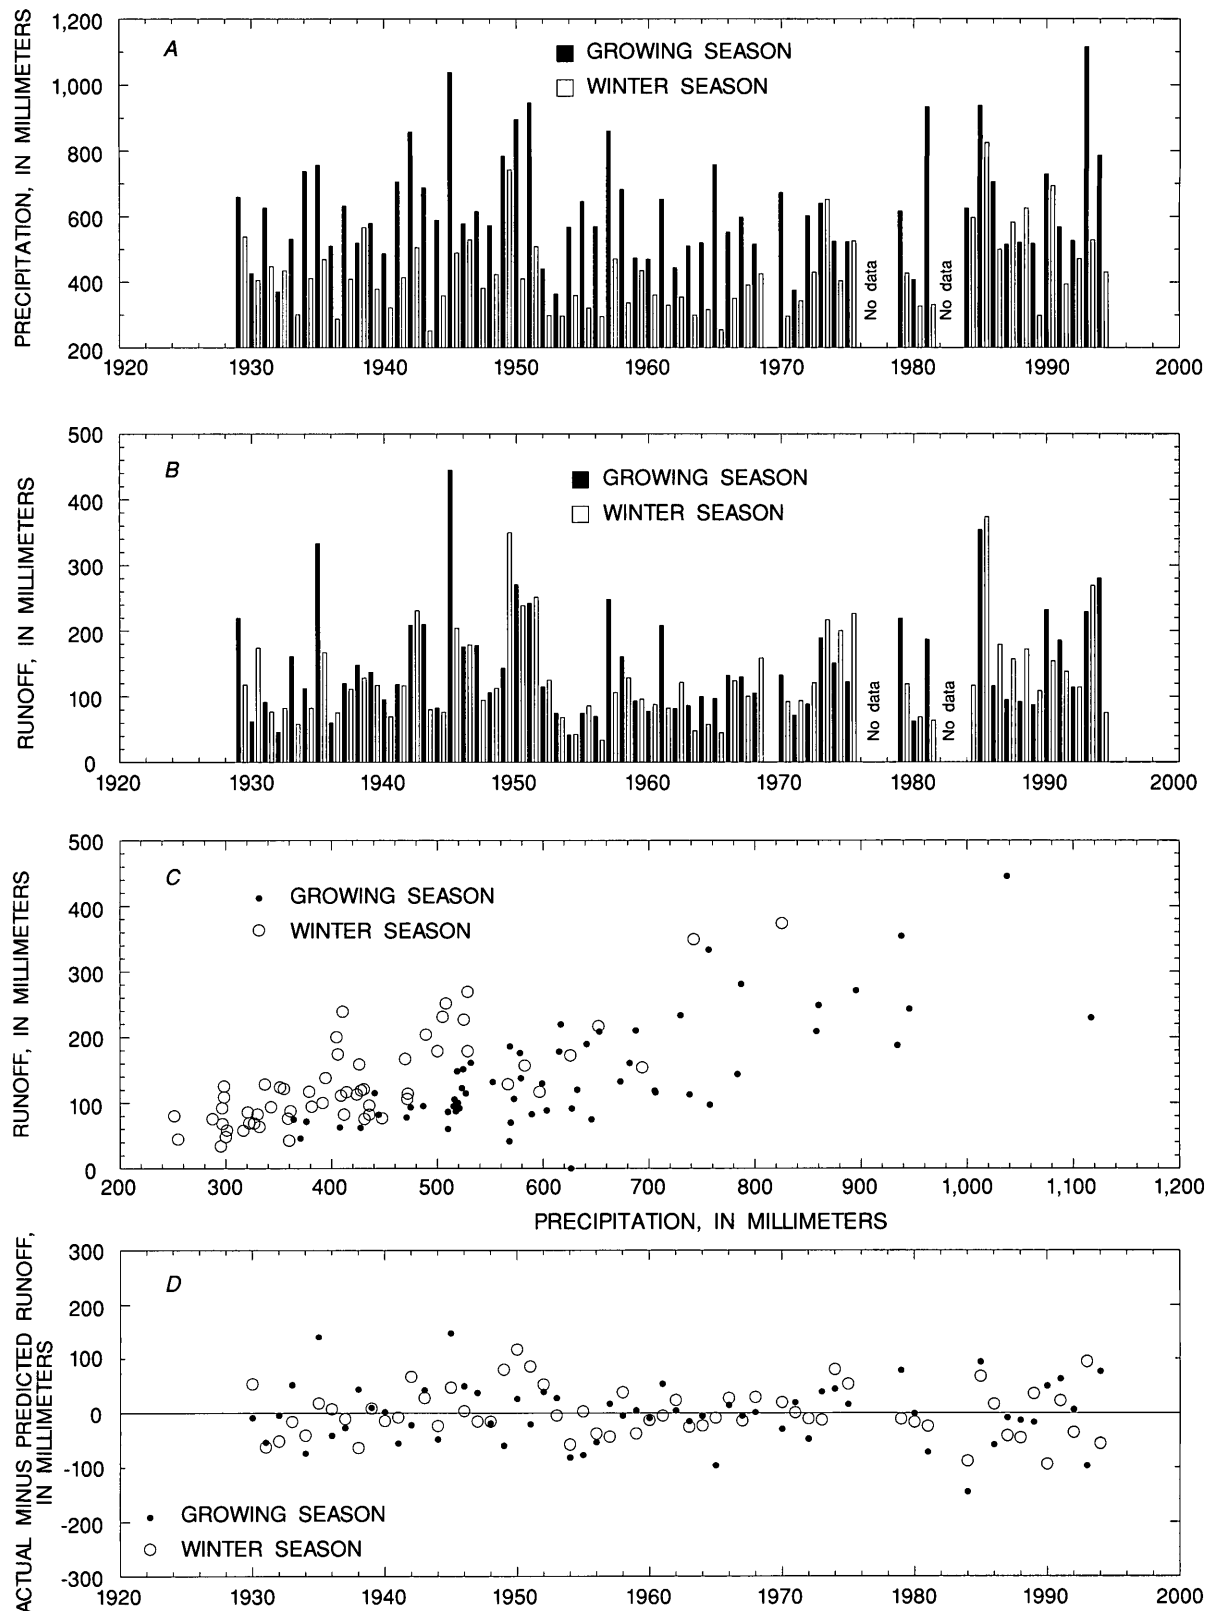 A
GROWING SEASON
WINTER SEASON
PRECIPITATION, IN MILLIMETERS
1,200
1,000
800
600
400
200
No data
No data
1920 1930 1940 1950 1960 1970 1980 1990 2000
B
GROWING SEASON
WINTER SEASON
RUNOFF, IN MILLIMETERS
500
400
300
200
100
0
No data
No data
1920 1930 1940 1950 1960 1970 1980 1990 2000
C
GROWING SEASON
WINTER SEASON
RUNOFF, IN MILLIMETERS
500
400
300
200
100
0
200 300 400 500 600 700 800 900 1,000 1,100 1,200
PRECIPITATION, IN MILLIMETERS
D
ACTUAL MINUS PREDICTED RUNOFF,
IN MILLIMETERS
300
200
100
0
-100
-200
-300
GROWING SEASON
WINTER SEASON
1920 1930 1940 1950 1960 1970 1980 1990 2000